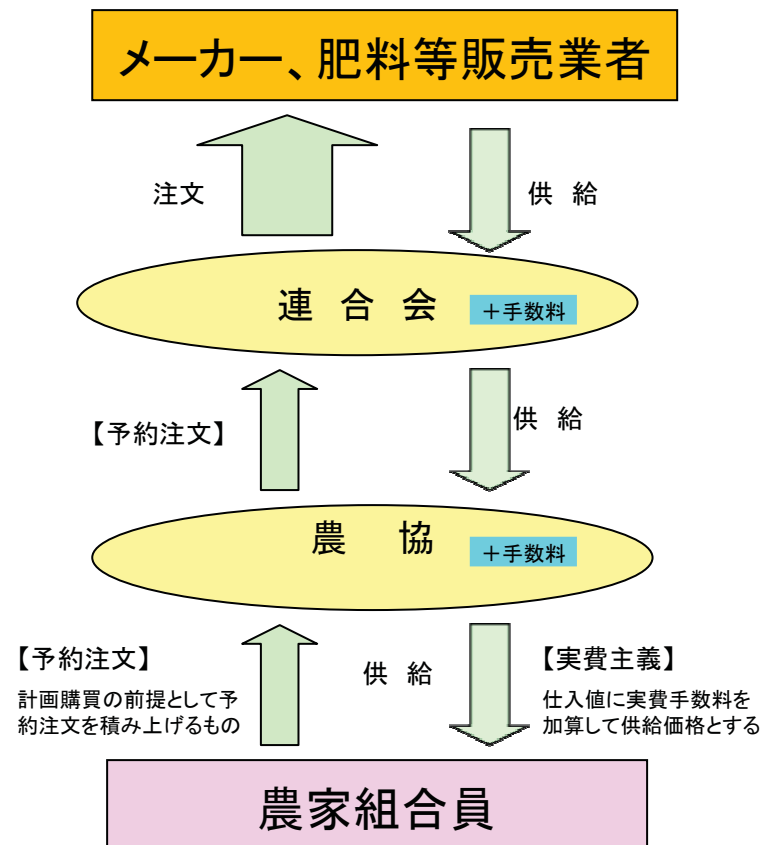 メーカー、肥料等販売業者
注文
供 給
連 合 会
＋手数料
【予約注文】
供 給
農 協
＋手数料
【予約注文】
計画購買の前提として予
約注文を積み上げるもの
供 給
【実費主義】
仕入値に実費手数料を
加算して供給価格とする
農家組合員